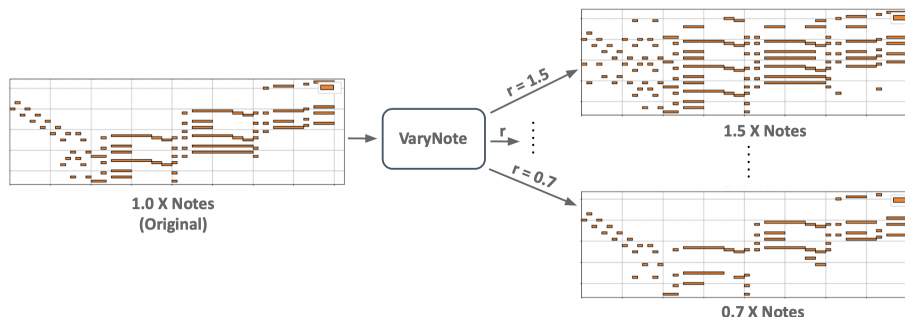 1.0 X Notes
(Original)
VaryNote
r = 1.5
r
r = 0.7
1.5 X Notes
0.7 X Notes